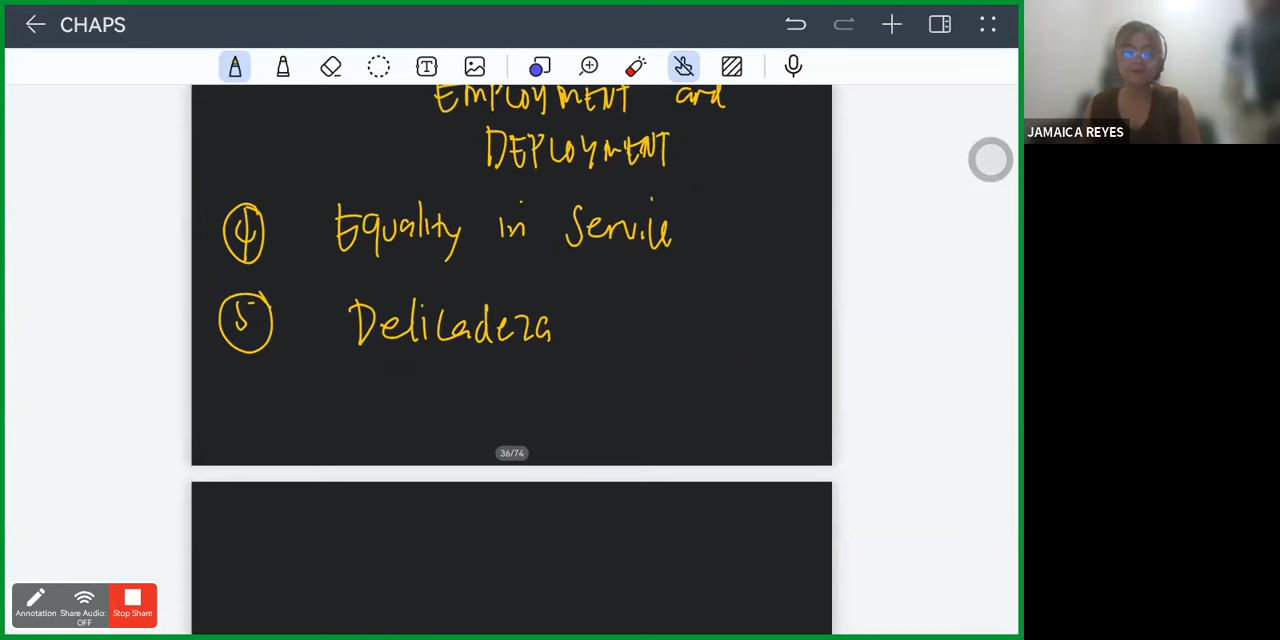 CHAPS
JAMAICA REYES
EMPLOYMENT and
DEPLOYMENT
4 Equality in Service
5 Delicadeza
36/74
Annotation
Share Audio:
OFF
Stop Share